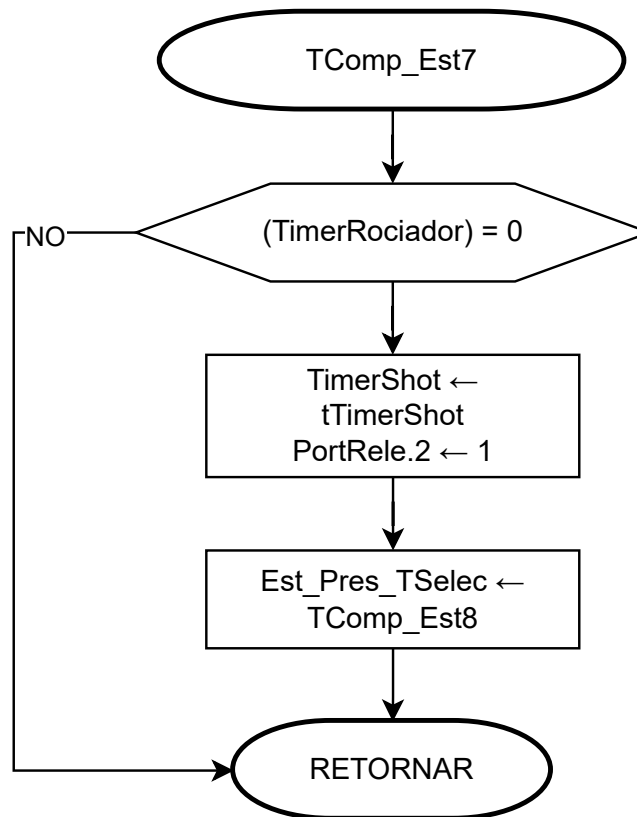 TComp_Est7
(TimerRociador) = 0
NO
TimerShot ←
tTimerShot
PortRele.2 ← 1
Est_Pres_TSelec ←
TComp_Est8
RETORNAR